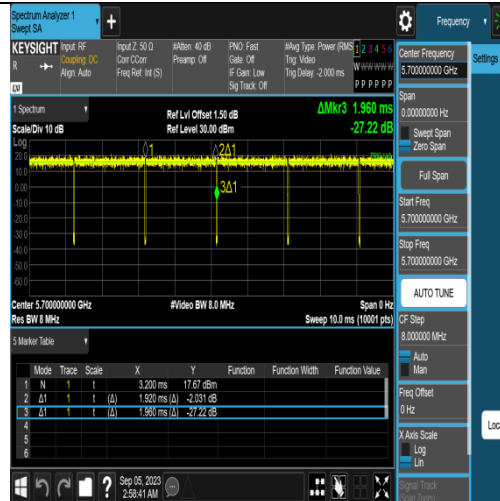 Spectrum Analyzer 1
Swept SA
Frequency
KEYSIGHT
R
Input: RF
Coupling: DC
Align: Auto
Input Z: 50 Ω
Corr CCorr
Freq Ref: Int (S)
#Atten: 40 dB
Preamp: Off
PNO: Fast
Gate: Off
IF Gain: Low
Sig Track: Off
#Avg Type: Power (RMS
Trig: Video
Trig Delay: -2.000 ms
1 2 3 4 5 6
W W W W W W
P P P P P P
Center Frequency
5.700000000 GHz
Settings
Span
0.00000000 Hz
Swept Span
Zero Span
Full Span
Start Freq
5.700000000 GHz
Stop Freq
5.700000000 GHz
AUTO TUNE
CF Step
8.000000 MHz
Auto
Man
Freq Offset
0 Hz
X Axis Scale
Log
Lin
Signal Track
(Span Zoom)
Loc
1 Spectrum
Scale/Div 10 dB
Log
Ref Lvl Offset 1.50 dB
Ref Level 30.00 dBm
ΔMkr3 1.960 ms
-27.22 dB
20.0
10.0
0.00
-10.0
-20.0
-30.0
-40.0
-50.0
-60.0
1
2Δ1
3Δ1
Center 5.700000000 GHz
Res BW 8 MHz
#Video BW 8.0 MHz
Span 0 Hz
Sweep 10.0 ms (10001 pts)
5 Marker Table
Mode Trace Scale X Y Function Function Width Function Value
1 N 1 t 3.200 ms 17.67 dBm
2 Δ1 1 t (Δ) 1.920 ms (Δ) -2.031 dB
3 Δ1 1 t (Δ) 1.960 ms (Δ) -27.22 dB
4
5
6
?
Sep 05, 2023
2:58:41 AM